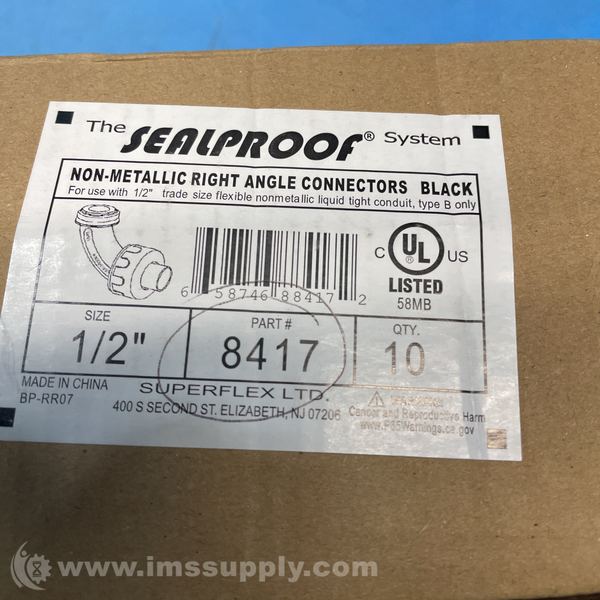 The SEALPROOF® System
NON-METALLIC RIGHT ANGLE CONNECTORS BLACK
For use with 1/2" trade size flexible nonmetallic liquid tight conduit, type B only
6 58746 88417 2
C UL US
LISTED
58MB
SIZE
1/2"
PART #
8417
QTY.
10
MADE IN CHINA
BP-RR07
SUPERFLEX LTD.
400 S SECOND ST. ELIZABETH, NJ 07206
WARNING:
Cancer and Reproductive Harm
www.P65Warnings.ca.gov
www.imssupply.com